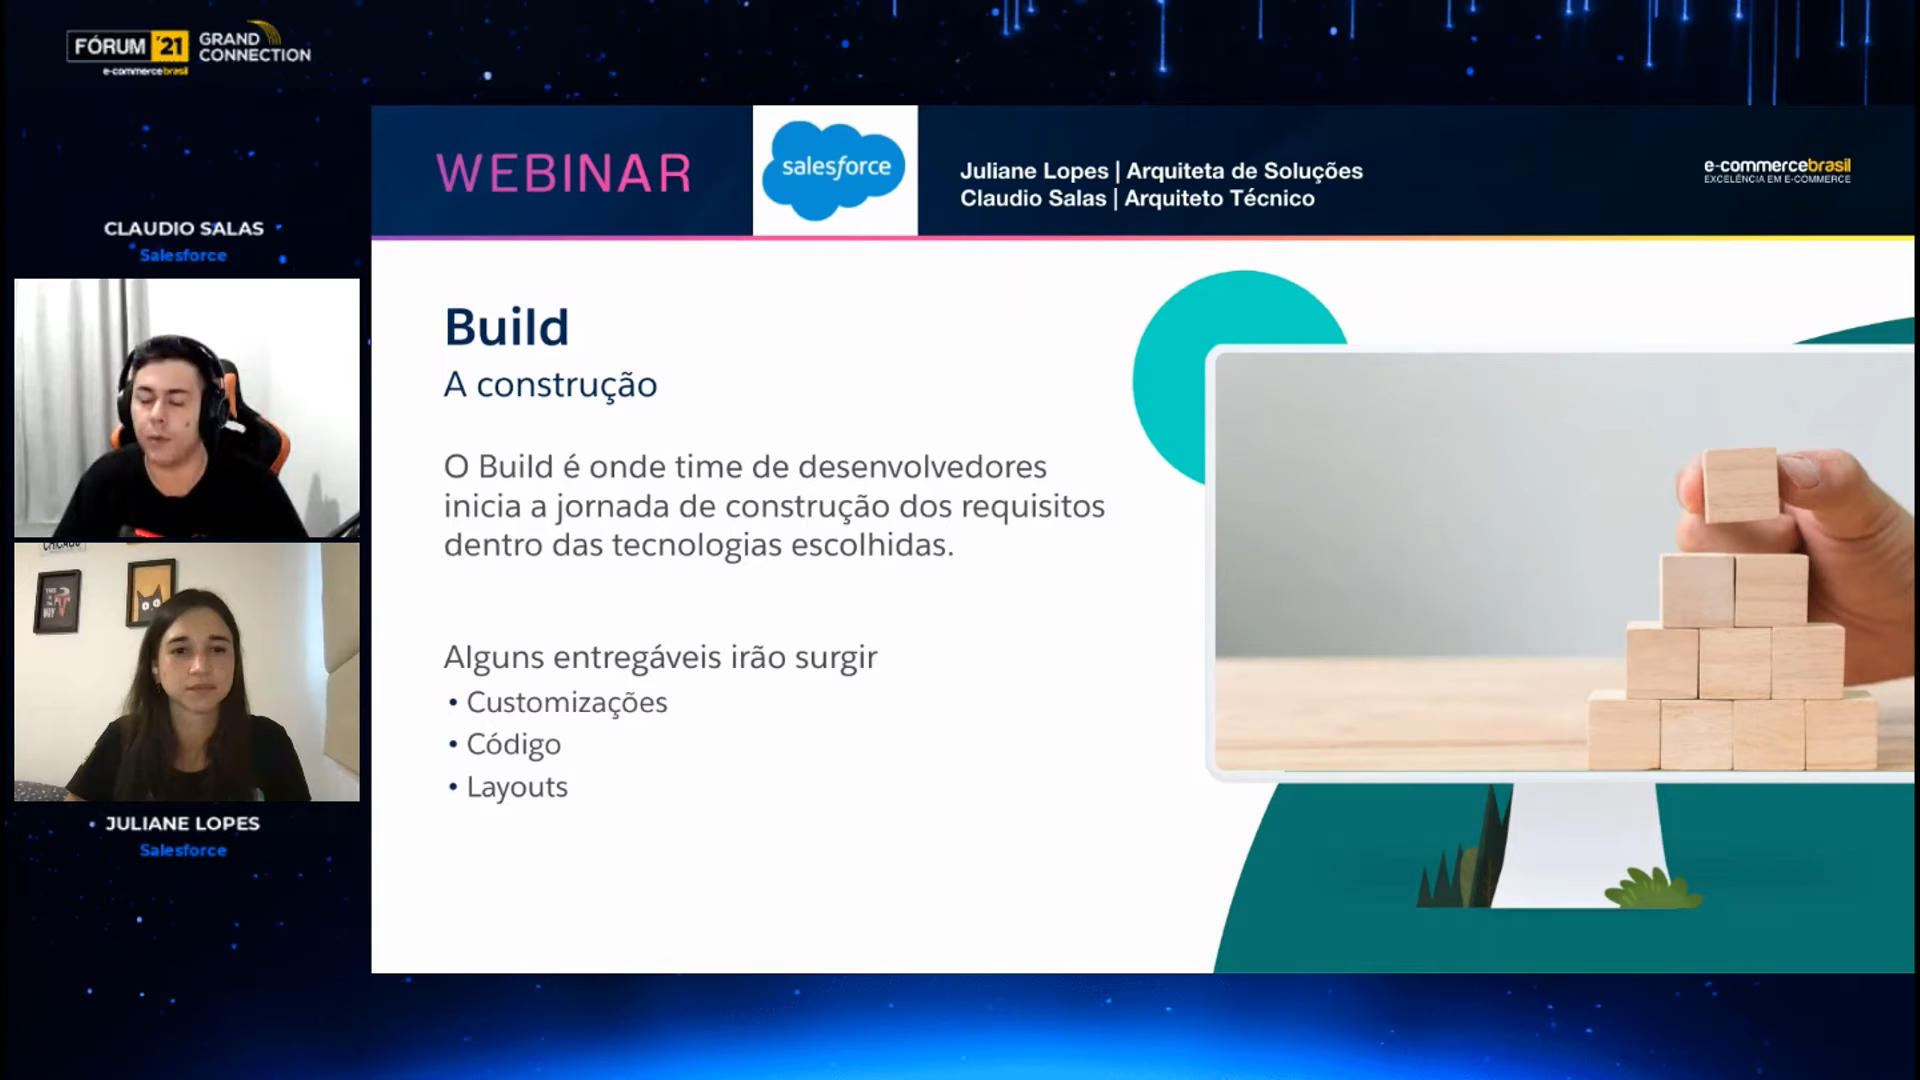 FÓRUM '21
GRAND CONNECTION
e-commercebrasil
CLAUDIO SALAS
Salesforce
JULIANE LOPES
Salesforce
WEBINAR
salesforce
Juliane Lopes | Arquiteta de Soluções
Claudio Salas | Arquiteto Técnico
e-commercebrasil
EXCELÊNCIA EM E-COMMERCE
Build
A construção
O Build é onde time de desenvolvedores
inicia a jornada de construção dos requisitos
dentro das tecnologias escolhidas.
Alguns entregáveis irão surgir
• Customizações
• Código
• Layouts